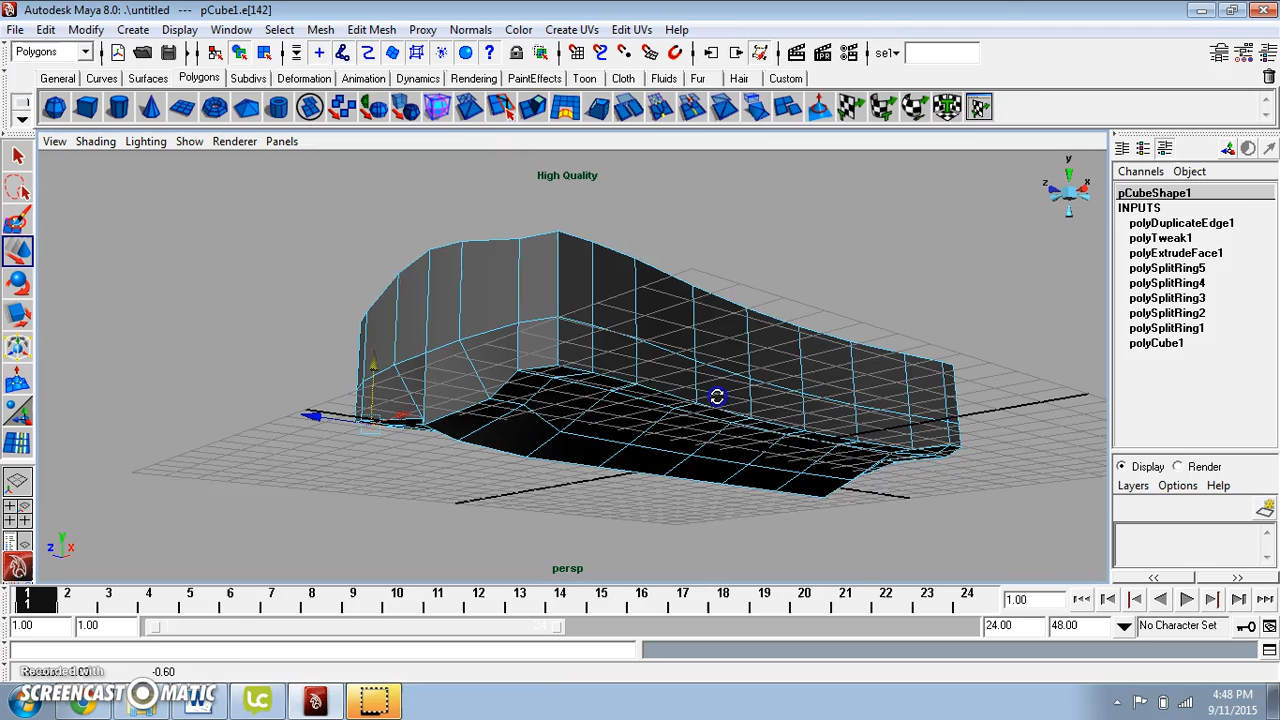 Autodesk Maya 8.0: .\untitled --- pCube1.e[142]
File Edit Modify Create Display Window Select Mesh Edit Mesh Proxy Normals Color Create UVs Edit UVs Help
Polygons sel
General Curves Surfaces Polygons Subdivs Deformation Animation Dynamics Rendering PaintEffects Toon Cloth Fluids Fur Hair Custom
View Shading Lighting Show Renderer Panels
Channels Object
High Quality
y
z x
pCubeShape1
INPUTS
polyDuplicateEdge1
polyTweak1
polyExtrudeFace1
polySplitRing5
polySplitRing4
polySplitRing3
polySplitRing2
polySplitRing1
polyCube1
Display Render
Layers Options Help
y
z x
persp
1 2 3 4 5 6 7 8 9 10 11 12 13 14 15 16 17 18 19 20 21 22 23 24
1
1.00
1.00 1.00 24.00 48.00 No Character Set
Recorded with
-0.60
SCREENCAST-O-MATIC
4:48 PM
9/11/2015